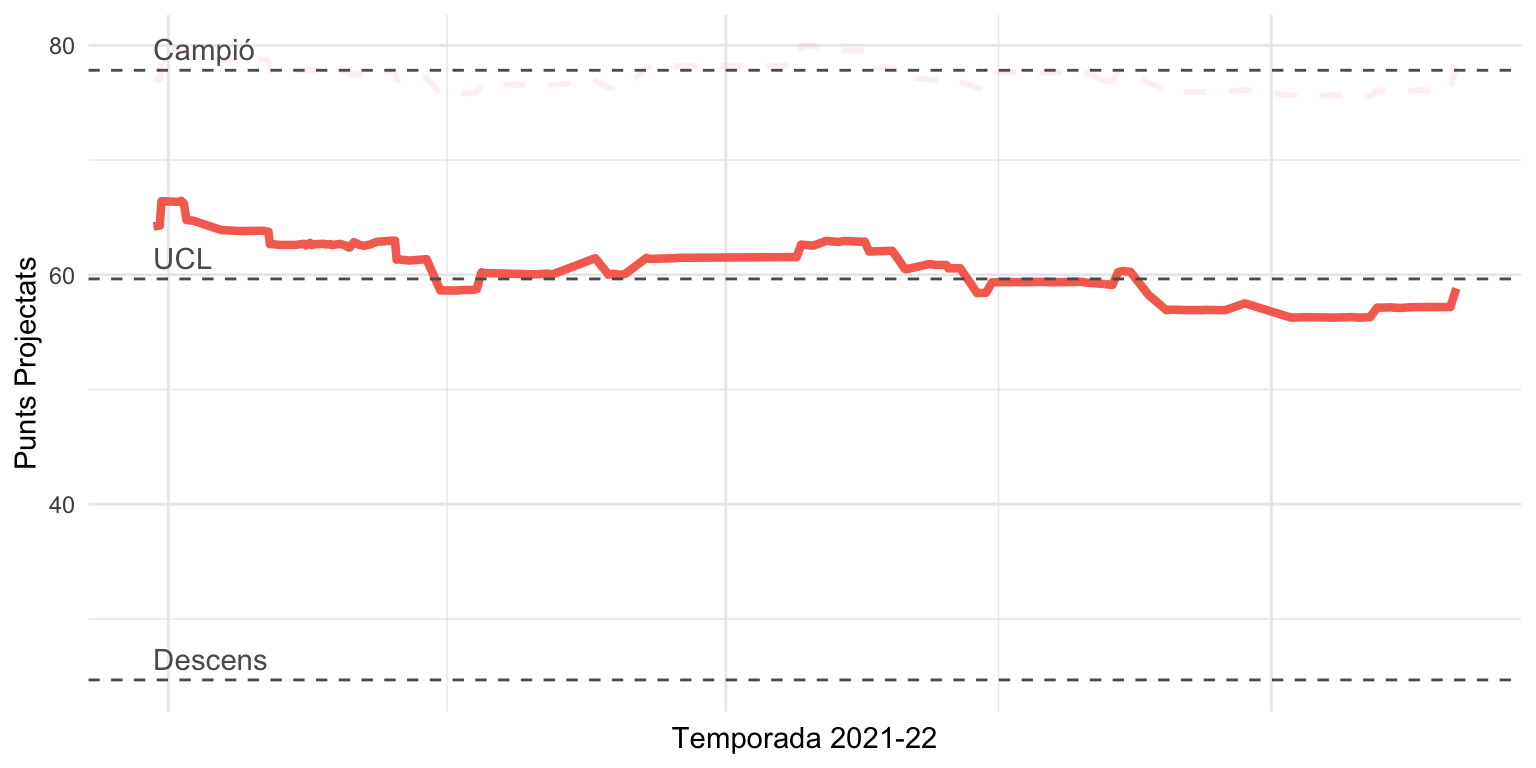 80
Campió
UCL
60
Punts Projectats
40
Descens
Temporada 2021-22